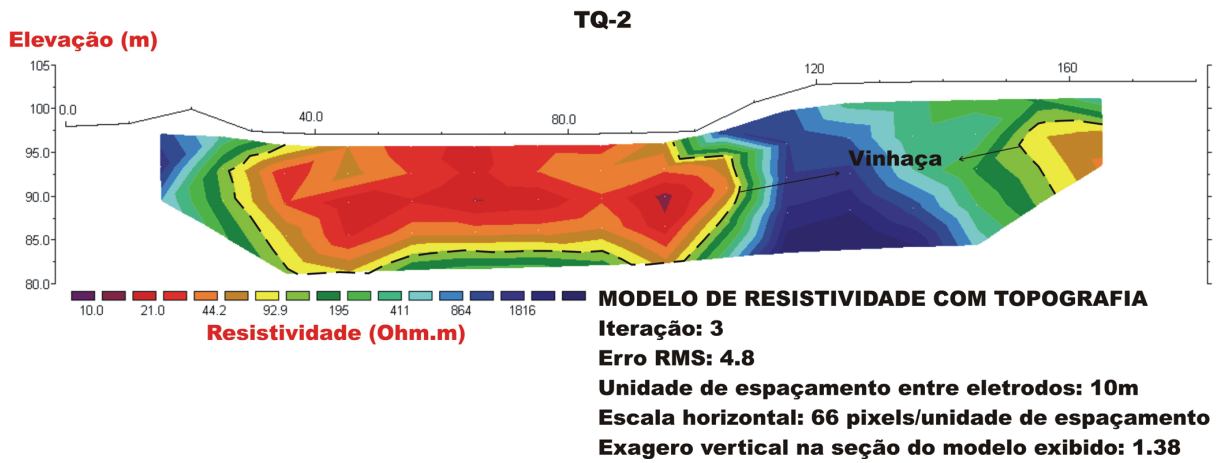 TQ-2
Elevação (m)
105
100
95.0
90.0
85.0
80.0
0.0
40.0
80.0
120
160
Vinhaça
10.0 21.0 44.2 92.9 195 411 864 1816
Resistividade (Ohm.m)
MODELO DE RESISTIVIDADE COM TOPOGRAFIA
Iteração: 3
Erro RMS: 4.8
Unidade de espaçamento entre eletrodos: 10m
Escala horizontal: 66 pixels/unidade de espaçamento
Exagero vertical na seção do modelo exibido: 1.38